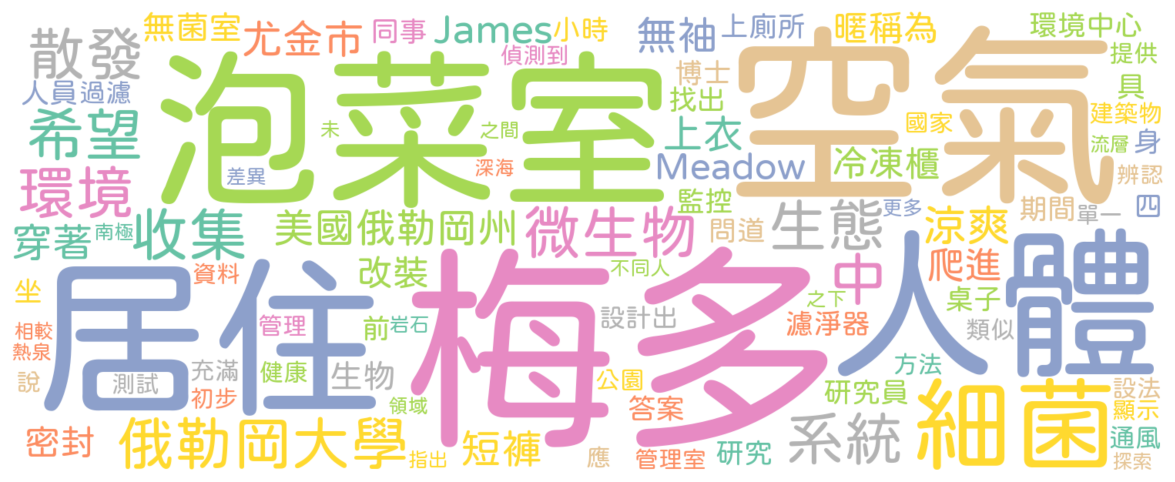 無菌室 尤金市 同事 James 小時 無袖 上廁所 暱稱為 環境中心
散發 偵測到 博士 提供
人員過濾 泡菜室 找出 空氣 具
希望 未 之間 上衣 國家 建築物 身
差異 深海 Meadow 冷凍櫃 流層 辨認
環境 監控 四
穿著 南極 收集 美國俄勒岡州 微生物 問道 生態 更多 涼爽 期間 單一
坐 資料 改裝 不同人 中 爬進
居住 梅多 之下 人體 桌子
相較 管理 前 岩石 設計出 濾淨器 類似
熱泉 方法
說 測試 充滿 健康 生物 公園 研究員 設法
初步 領域 答案 細菌 顯示
密封 俄勒岡大學 短褲 系統 通風
指出 應 管理室 研究 探索